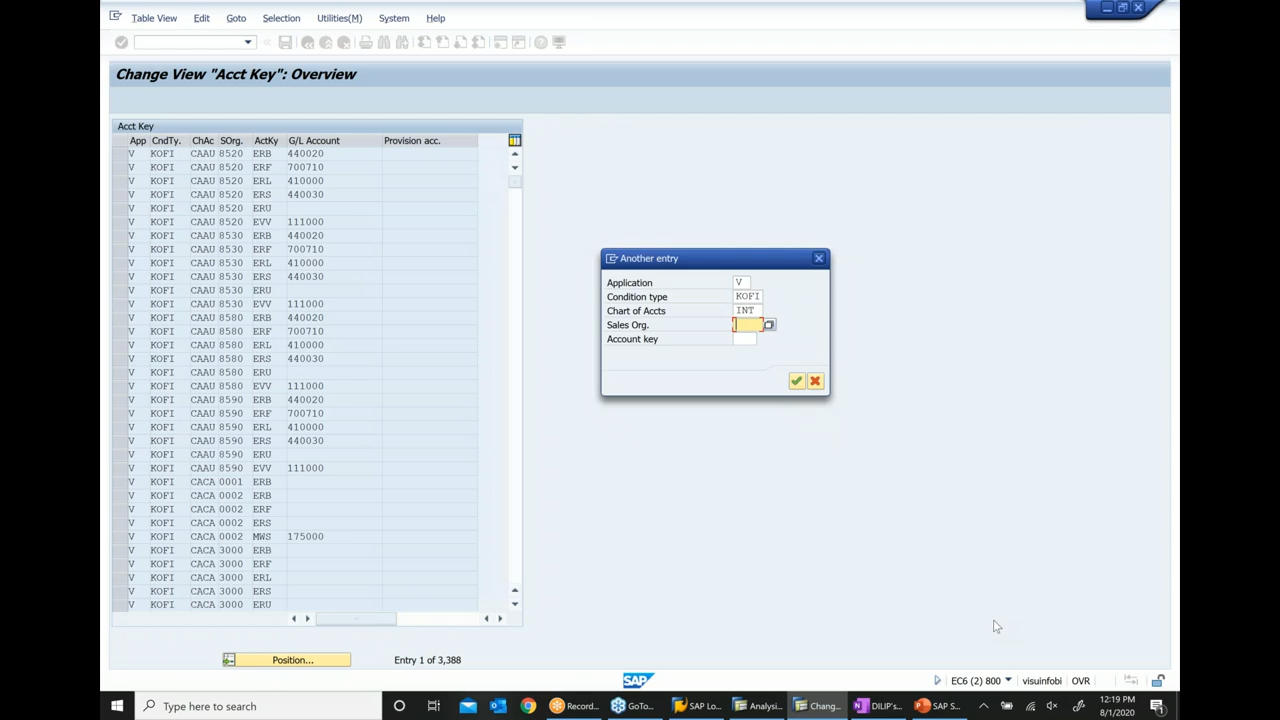 Table View Edit Goto Selection Utilities(M) System Help
Change View "Acct Key": Overview
Acct Key
App CndTy. ChAc SOrg. ActKy G/L Account Provision acc.
V KOFI CAAU 8520 ERB 440020
V KOFI CAAU 8520 ERF 700710
V KOFI CAAU 8520 ERL 410000
V KOFI CAAU 8520 ERS 440030
V KOFI CAAU 8520 ERU
V KOFI CAAU 8520 EVV 111000
V KOFI CAAU 8530 ERB 440020
V KOFI CAAU 8530 ERF 700710
V KOFI CAAU 8530 ERL 410000
V KOFI CAAU 8530 ERS 440030
V KOFI CAAU 8530 ERU
V KOFI CAAU 8530 EVV 111000
V KOFI CAAU 8580 ERB 440020
V KOFI CAAU 8580 ERF 700710
V KOFI CAAU 8580 ERL 410000
V KOFI CAAU 8580 ERS 440030
V KOFI CAAU 8580 ERU
V KOFI CAAU 8580 EVV 111000
V KOFI CAAU 8590 ERB 440020
V KOFI CAAU 8590 ERF 700710
V KOFI CAAU 8590 ERL 410000
V KOFI CAAU 8590 ERS 440030
V KOFI CAAU 8590 ERU
V KOFI CAAU 8590 EVV 111000
V KOFI CACA 0001 ERB
V KOFI CACA 0002 ERB
V KOFI CACA 0002 ERF
V KOFI CACA 0002 ERS
V KOFI CACA 0002 MWS 175000
V KOFI CACA 3000 ERB
V KOFI CACA 3000 ERF
V KOFI CACA 3000 ERL
V KOFI CACA 3000 ERS
V KOFI CACA 3000 ERU
Another entry
Application V
Condition type KOFI
Chart of Accts INT
Sales Org.
Account key
Position... Entry 1 of 3,388
SAP EC6 (2) 800 visuinfobi OVR
Type here to search Record... GoTo... SAP Lo... Analysi... Chang... DILIP's... SAP S... 12:19 PM
8/1/2020
1